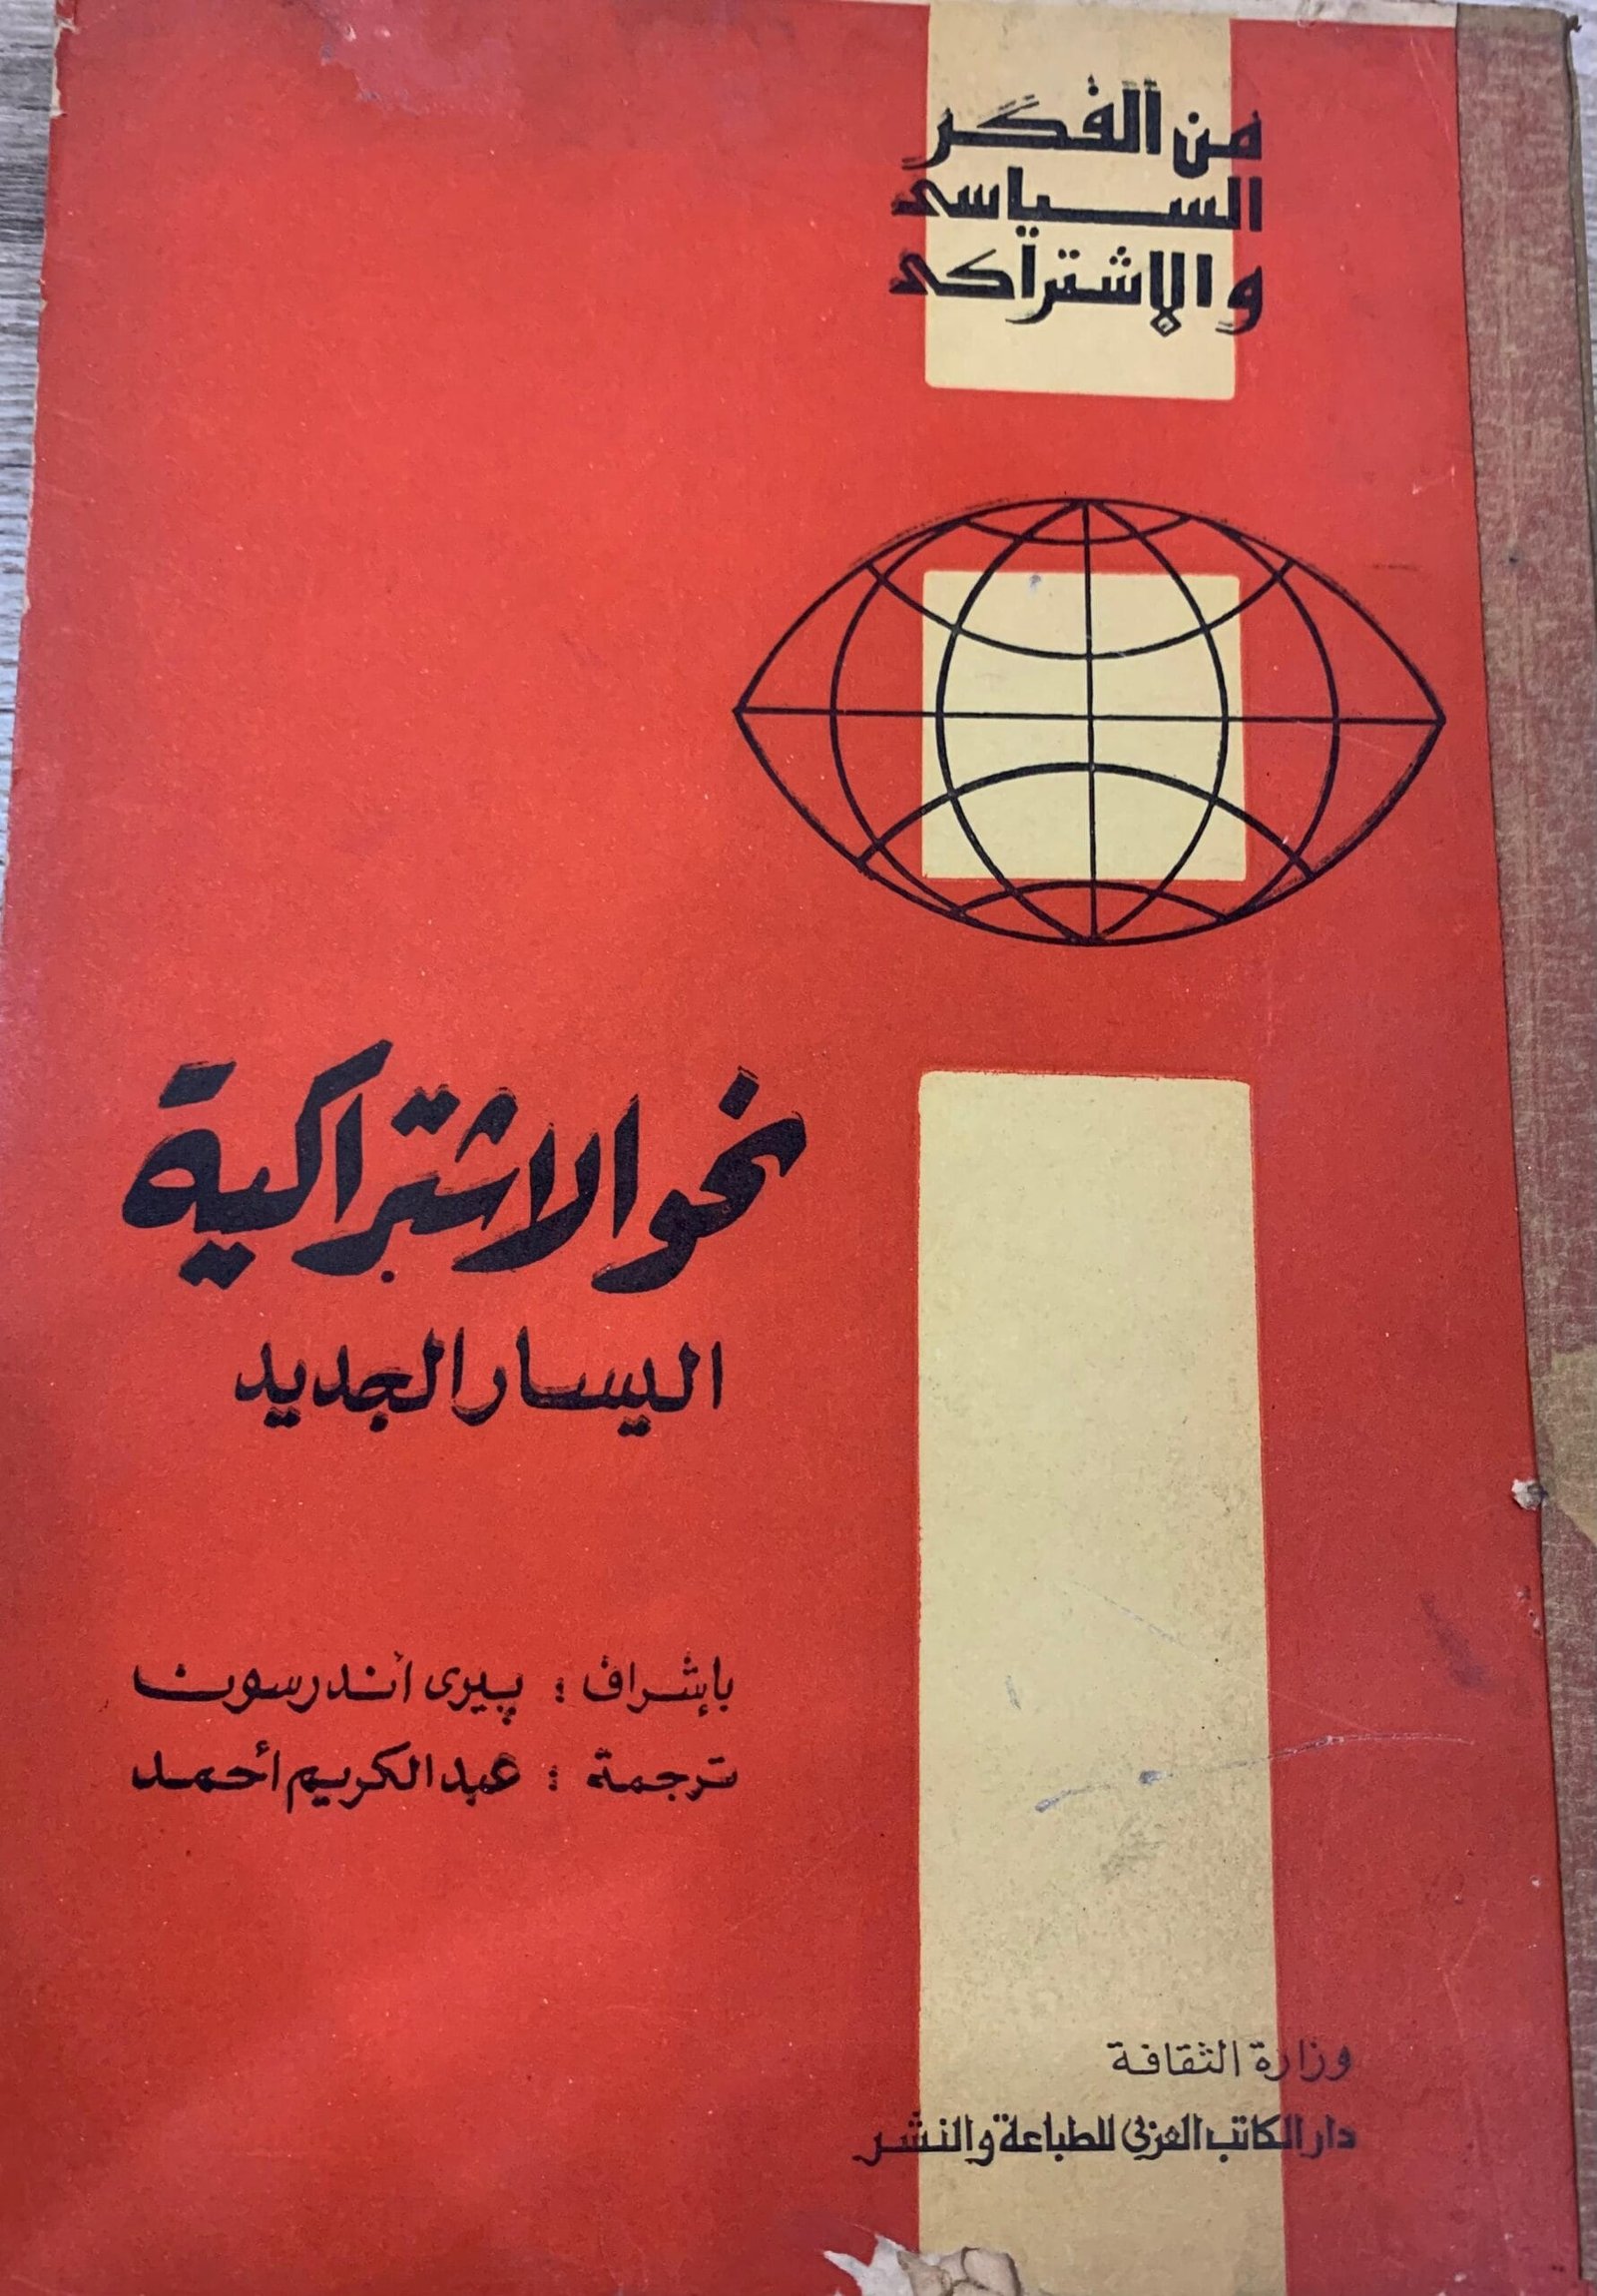 من الفكر
السياسى
والاشتراكى
نحو الاشتراكية
اليسار الجديد
بإشراف : پيرى أندرسون
ترجمة : عبد الكريم أحمد
وزارة الثقافة
دار الكاتب العربى للطباعة والنشر